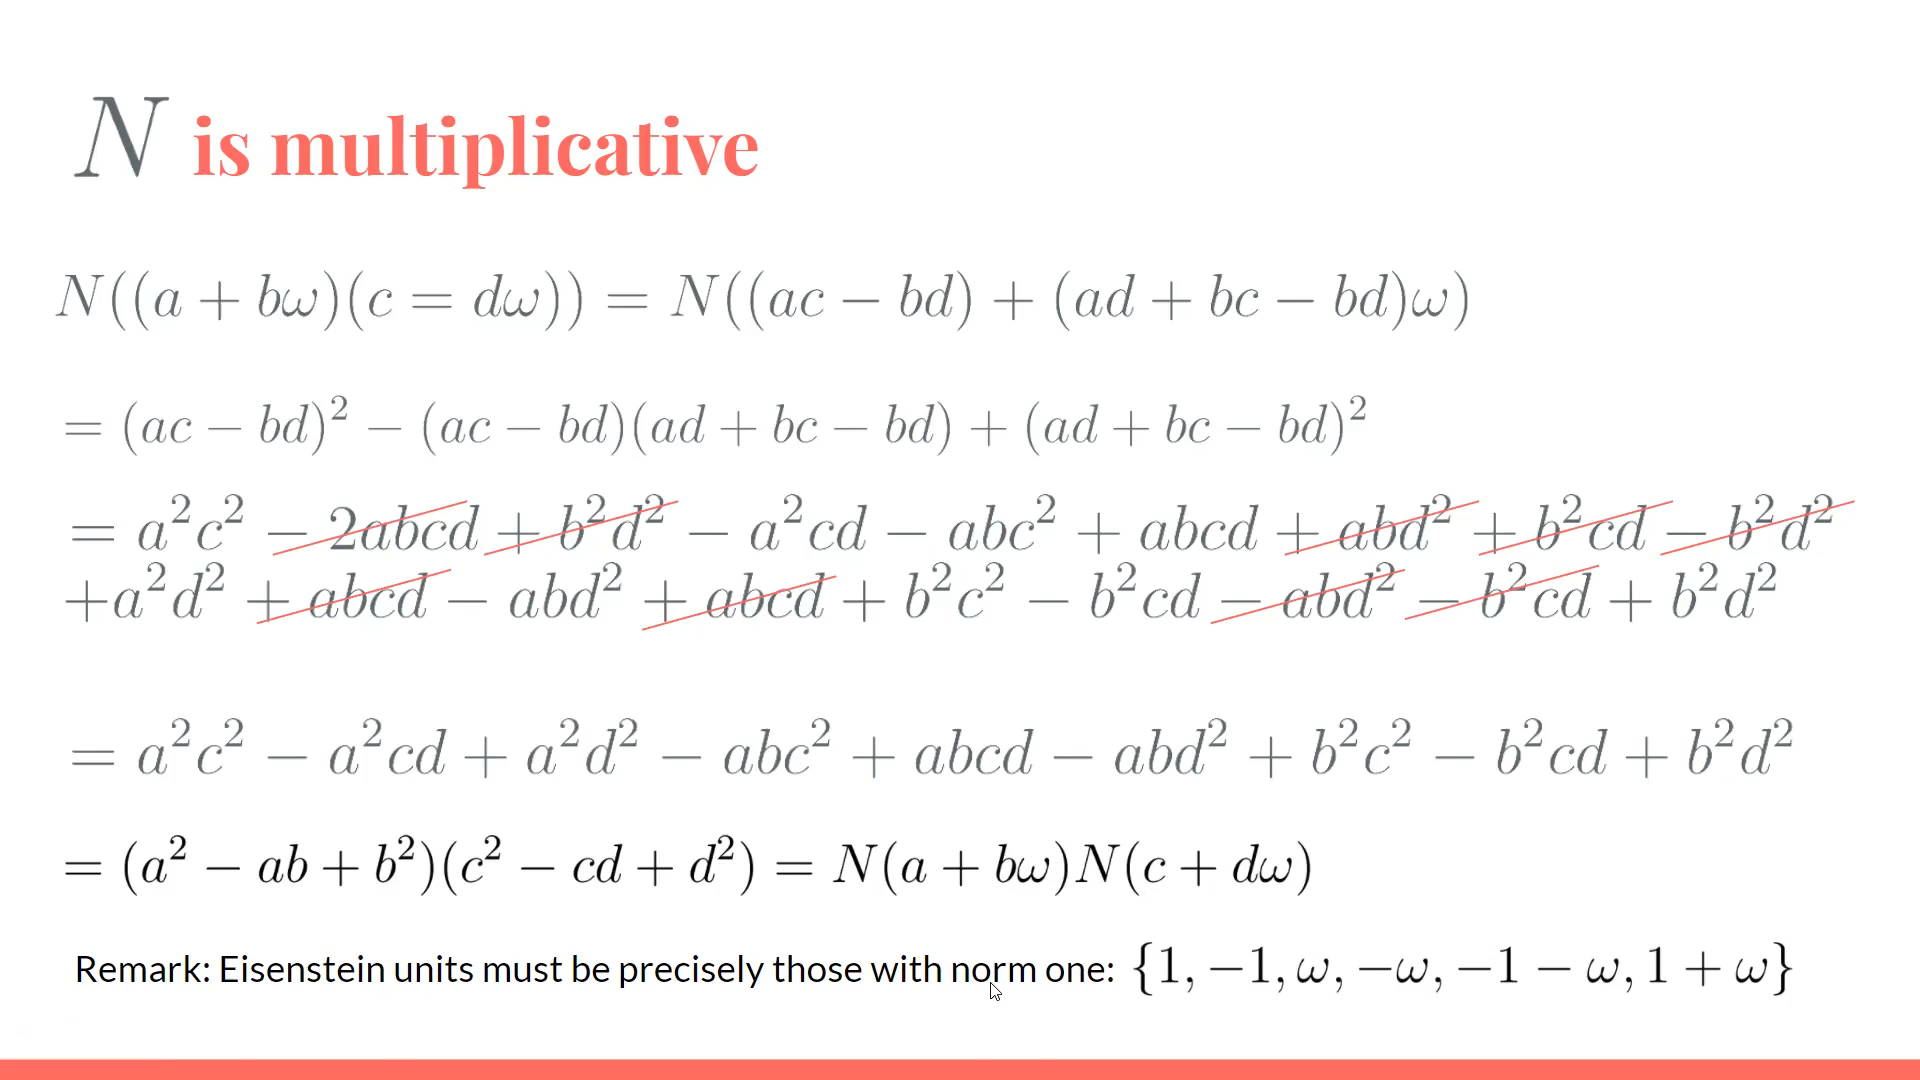 N is multiplicative
N((a + bω)(c = dω)) = N((ac − bd) + (ad + bc − bd)ω)
= (ac − bd)² − (ac − bd)(ad + bc − bd) + (ad + bc − bd)²
= a²c² − 2abcd + b²d² − a²cd − abc² + abcd + abd² + b²cd − b²d²
+a²d² + abcd − abd² + abcd + b²c² − b²cd − abd² − b²cd + b²d²
= a²c² − a²cd + a²d² − abc² + abcd − abd² + b²c² − b²cd + b²d²
= (a² − ab + b²)(c² − cd + d²) = N(a + bω)N(c + dω)
Remark: Eisenstein units must be precisely those with norm one: {1, −1, ω, −ω, −1 − ω, 1 + ω}